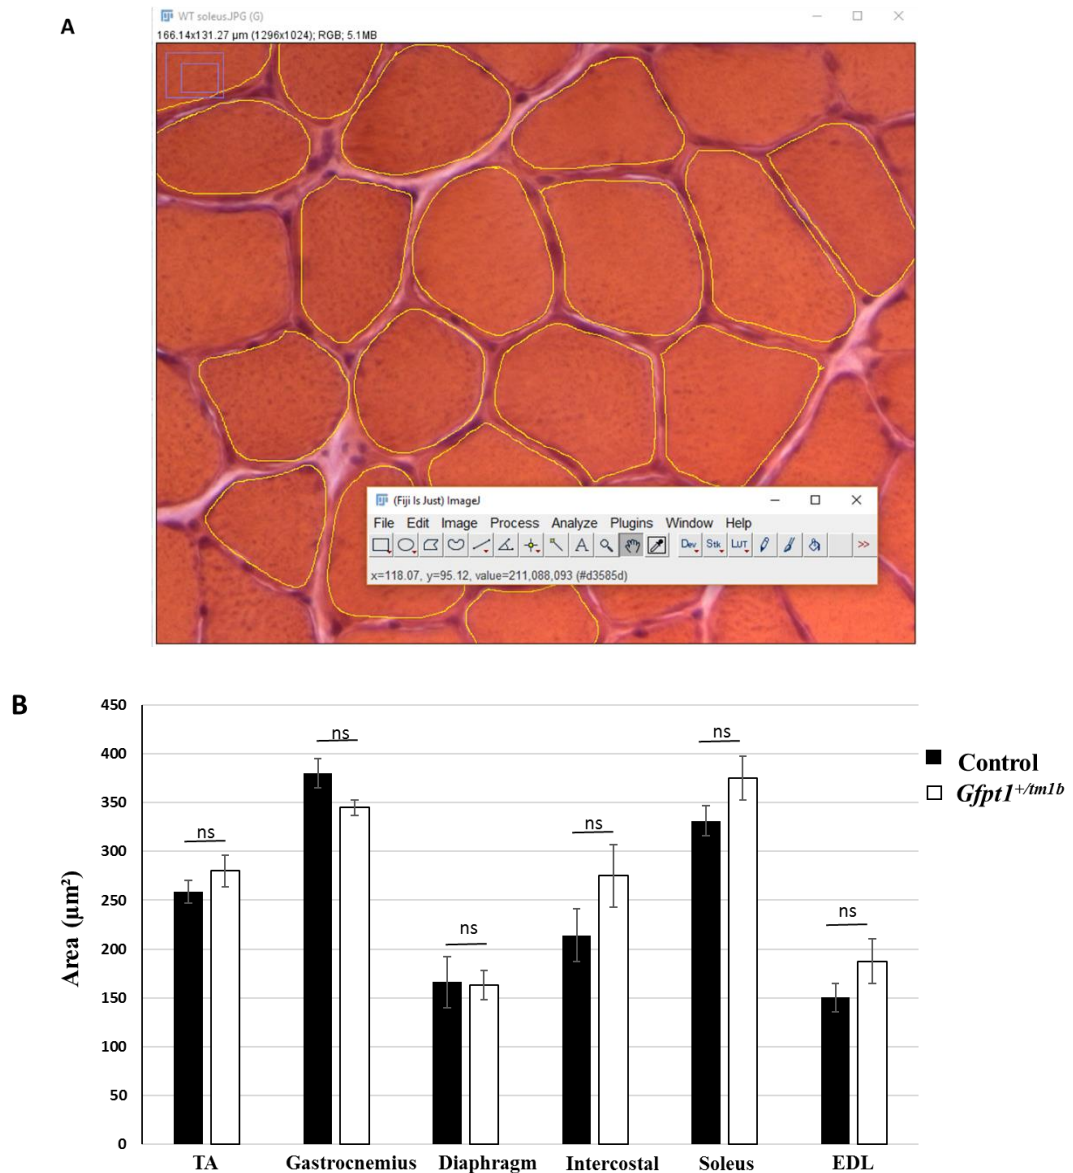 A
WT soleus.JPG (G)
166.14x131.27 µm (1296x1024); RGB; 5.1MB
(Fiji Is Just) ImageJ
File Edit Image Process Analyze Plugins Window Help
A Dev Stk LUT >>
x=118.07, y=95.12, value=211,088,093 (#d3585d)
B
Area (µm²)
450
400
350
300
250
200
150
100
50
0
ns
ns
ns
ns
ns
ns
Control
Gfpt1+/tm1b
TA Gastrocnemius Diaphragm Intercostal Soleus EDL